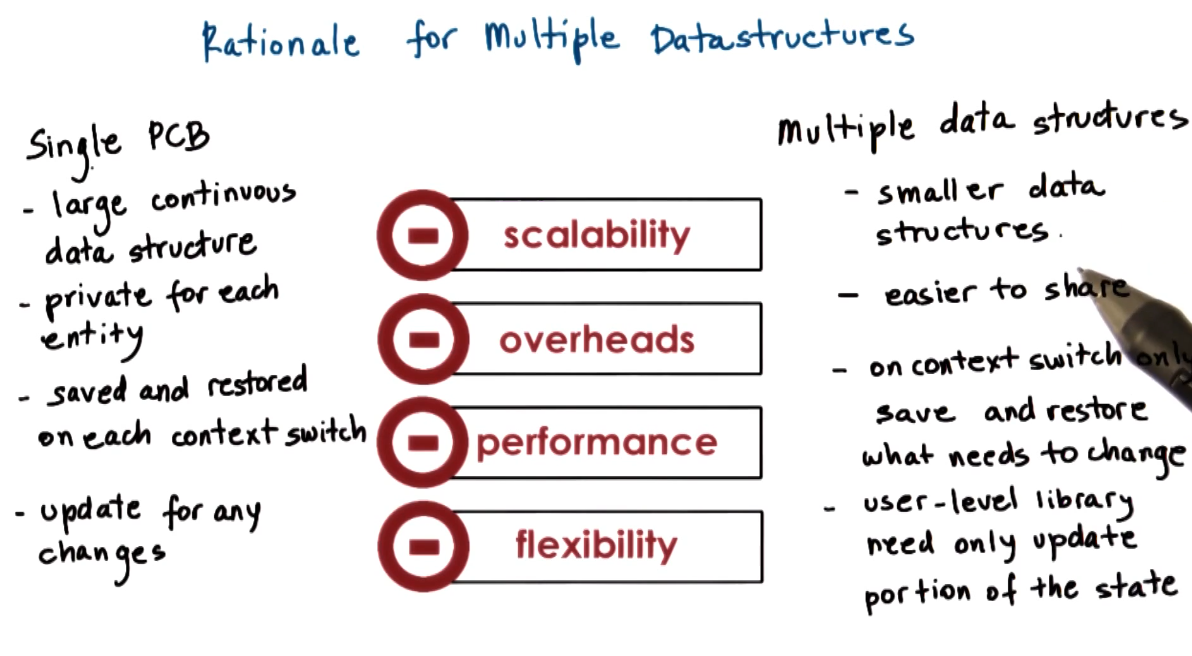 Rationale for Multiple Datastructures
Single PCB
- large continuous
data structure
- private for each
entity
- saved and restored
on each context switch
- update for any
changes
scalability
overheads
performance
flexibility
Multiple data structures
- smaller data
structures.
- easier to share
- on context switch only
save and restore
what needs to change
- user-level library
need only update
portion of the state